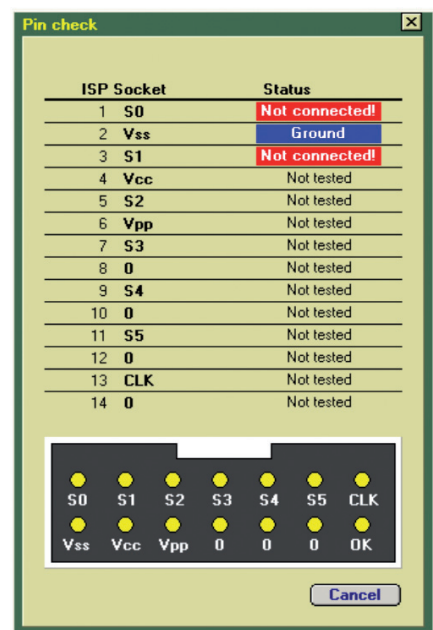 Pin check
ISP Socket Status
1 S0 Not connected!
2 Vss Ground
3 S1 Not connected!
4 Vcc Not tested
5 S2 Not tested
6 Vpp Not tested
7 S3 Not tested
8 0 Not tested
9 S4 Not tested
10 0 Not tested
11 S5 Not tested
12 0 Not tested
13 CLK Not tested
14 0 Not tested
S0 S1 S2 S3 S4 S5 CLK
Vss Vcc Vpp 0 0 0 OK
Cancel